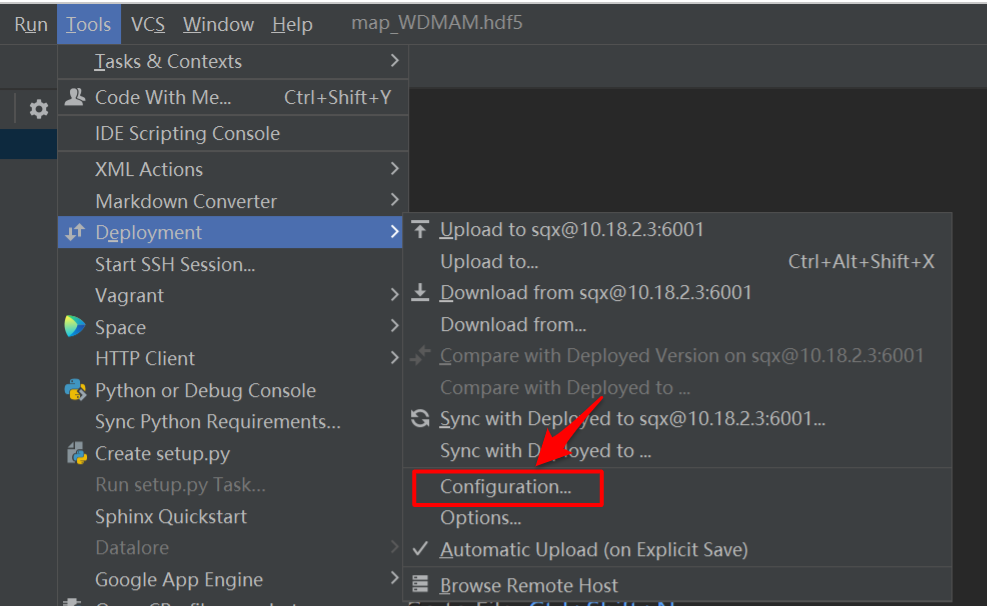 Run Tools VCS Window Help map_WDMAM.hdf5
Tasks & Contexts
Code With Me... Ctrl+Shift+Y
IDE Scripting Console
XML Actions
Markdown Converter
Deployment
Start SSH Session...
Vagrant
Space
HTTP Client
Python or Debug Console
Sync Python Requirements...
Create setup.py
Run setup.py Task...
Sphinx Quickstart
Datalore
Google App Engine
Upload to sqx@10.18.2.3:6001
Upload to... Ctrl+Alt+Shift+X
Download from sqx@10.18.2.3:6001
Download from...
Compare with Deployed Version on sqx@10.18.2.3:6001
Compare with Deployed to ...
Sync with Deployed to sqx@10.18.2.3:6001...
Sync with Deployed to ...
Configuration...
Options...
Automatic Upload (on Explicit Save)
Browse Remote Host